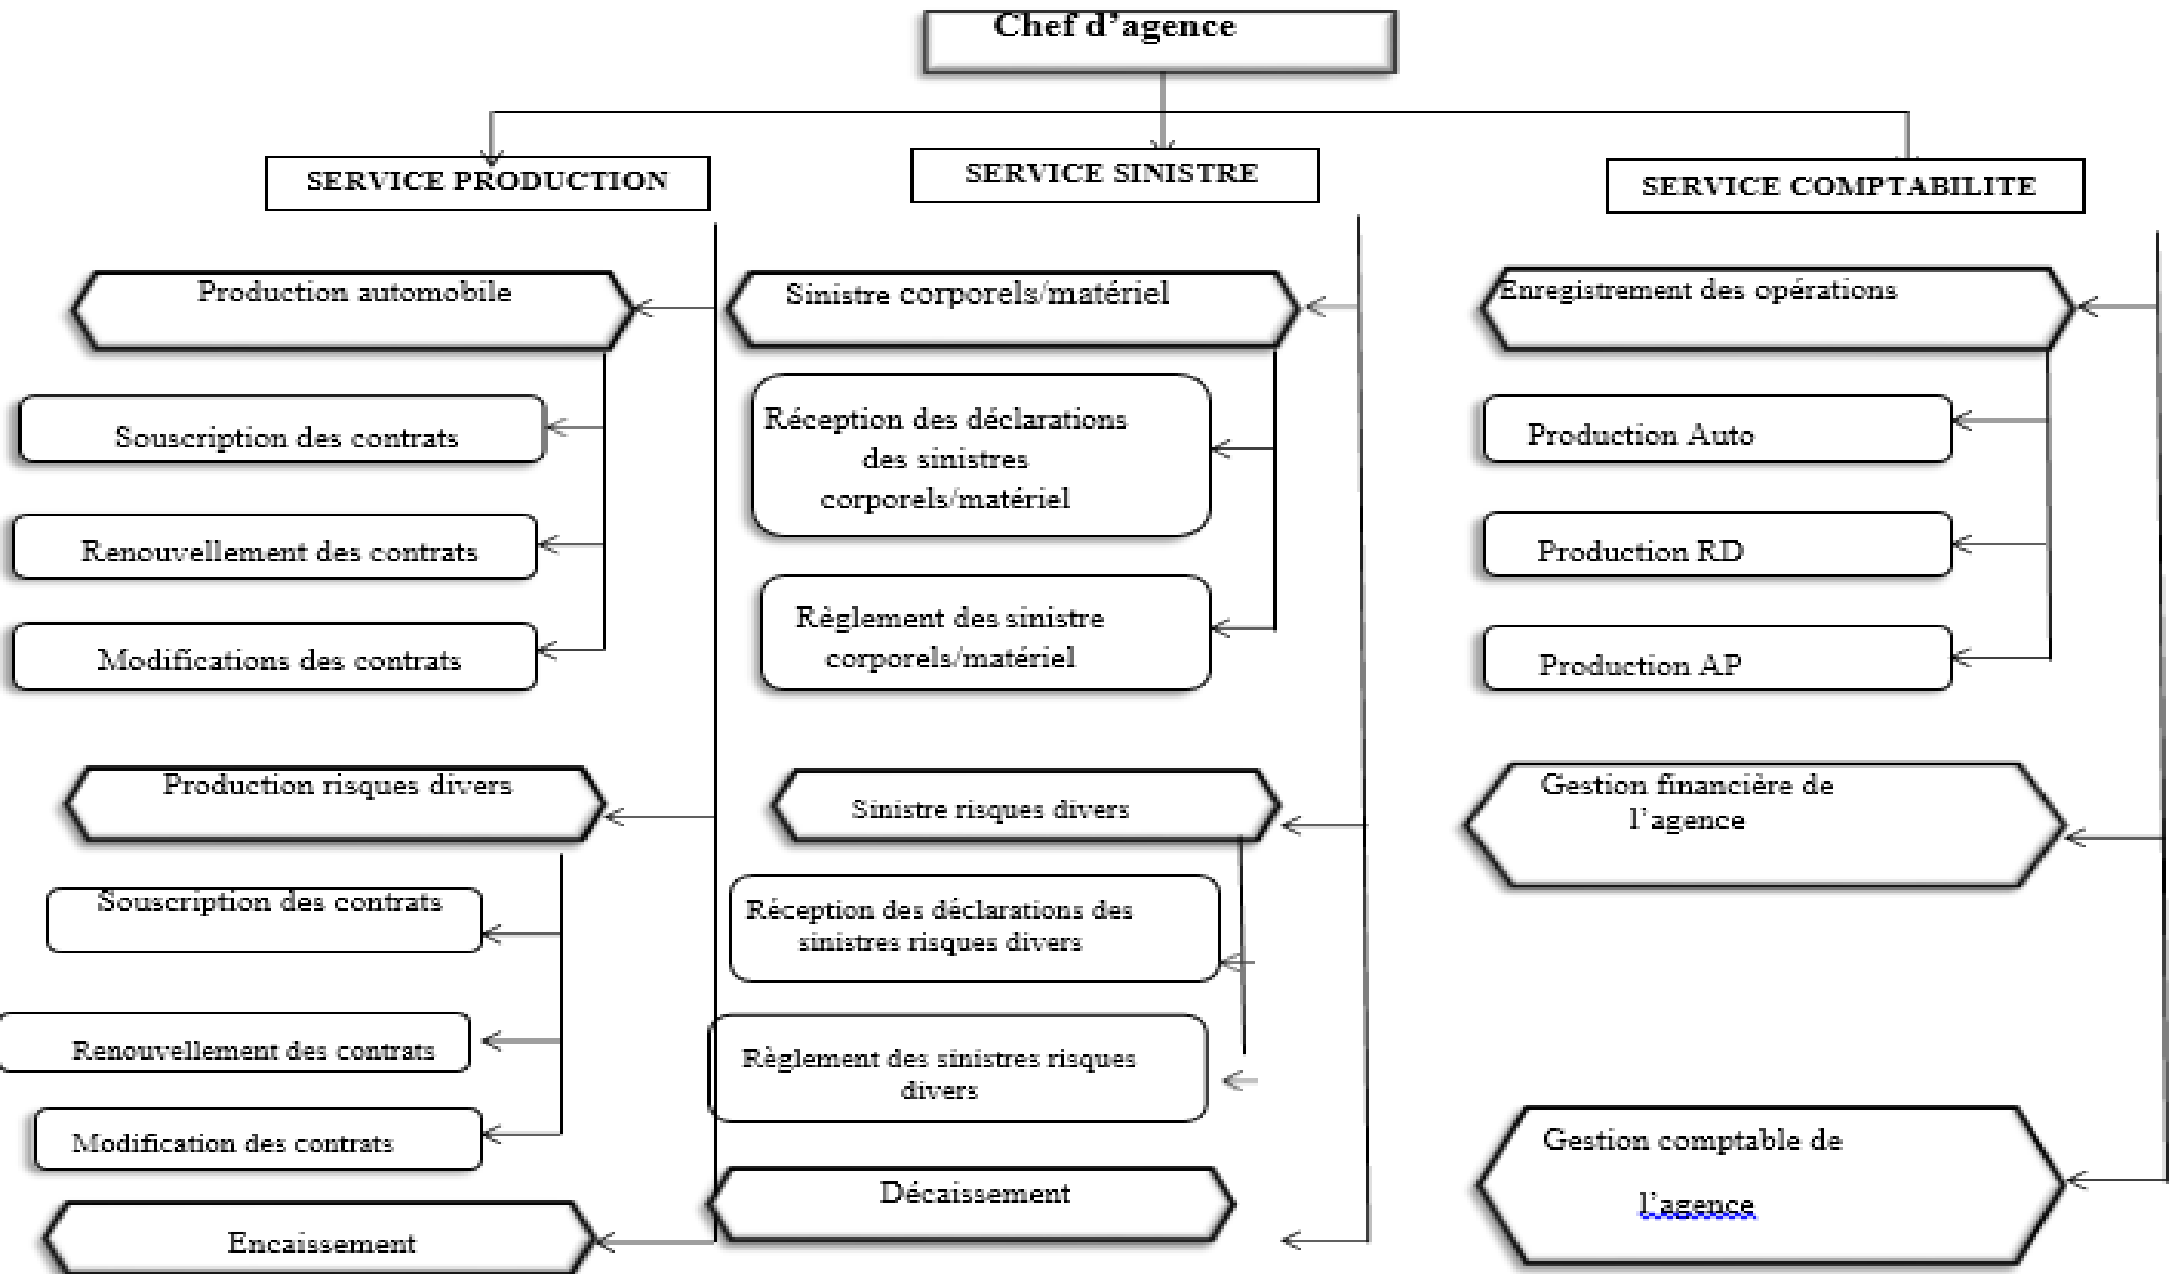 Chef d’agence
SERVICE PRODUCTION
SERVICE SINISTRE
SERVICE COMPTABILITE
Production automobile
Souscription des contrats
Renouvellement des contrats
Modifications des contrats
Production risques divers
Souscription des contrats
Renouvellement des contrats
Modification des contrats
Encaissement
Sinistre corporels/matériel
Réception des déclarations
des sinistres
corporels/matériel
Règlement des sinistre
corporels/matériel
Sinistre risques divers
Réception des déclarations des
sinistres risques divers
Règlement des sinistres risques
divers
Décaissement
Enregistrement des opérations
Production Auto
Production RD
Production AP
Gestion financière de
l’agence
Gestion comptable de
l’agence